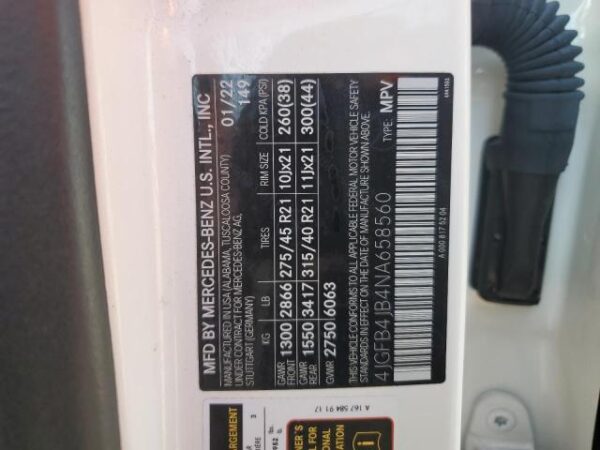 MFD BY MERCEDES-BENZ U.S. INTL., INC
MANUFACTURED IN USA (ALABAMA, TUSCALOOSA COUNTY)
UNDER CONTRACT FOR MERCEDES-BENZ AG,
STUTTGART (GERMANY)
01/22
149
KG LB TIRES RIM SIZE COLD KPA (PSI)
GAWR FRONT 1300 2866 275/45 R21 10Jx21 260(38)
GAWR REAR 1550 3417 315/40 R21 11Jx21 300(44)
GVWR 2750 6063
THIS VEHICLE CONFORMS TO ALL APPLICABLE FEDERAL MOTOR VEHICLE SAFETY
STANDARDS IN EFFECT ON THE DATE OF MANUFACTURE SHOWN ABOVE.
4JGFB4JB4NA658560 TYPE: MPV
A 000 817 52 04
A 167 584 91 17